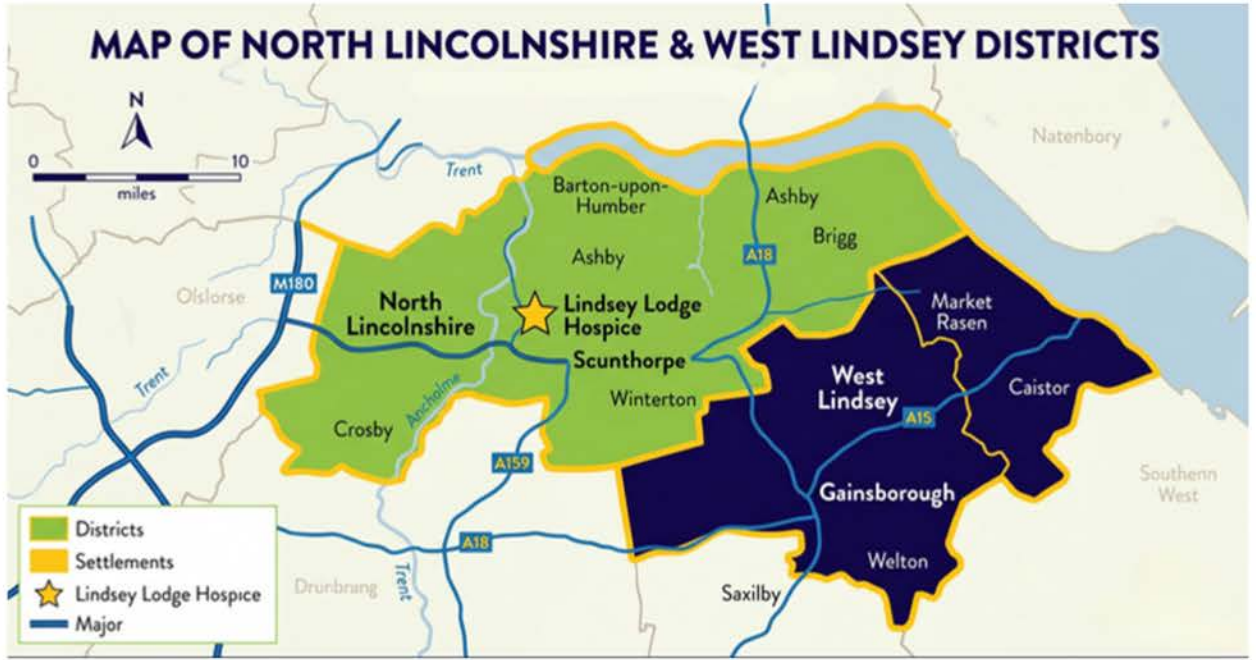 MAP OF NORTH LINCOLNSHIRE & WEST LINDSEY DISTRICTS
N
0 10
miles
Natenbory
Trent
Barton-upon-
Humber
Ashby
Brigg
Ashby
A18
M180
Olslorse
North
Lincolnshire
Lindsey Lodge
Hospice
Market
Rasen
Scunthorpe
West
Lindsey
Caistor
Trent
Ancholme
Winterton
A15
Crosby
A159
Gainsborough
Southenn
West
A18
Welton
Drunbning
Trent
Saxilby
Districts
Settlements
Lindsey Lodge Hospice
Major